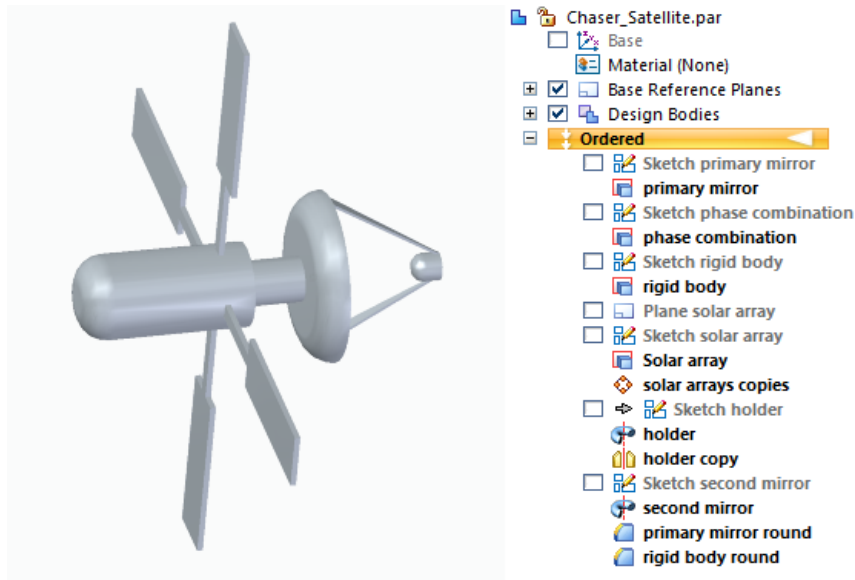 Chaser_Satellite.par
Base
Material (None)
Base Reference Planes
Design Bodies
Ordered
Sketch primary mirror
primary mirror
Sketch phase combination
phase combination
Sketch rigid body
rigid body
Plane solar array
Sketch solar array
Solar array
solar arrays copies
Sketch holder
holder
holder copy
Sketch second mirror
second mirror
primary mirror round
rigid body round